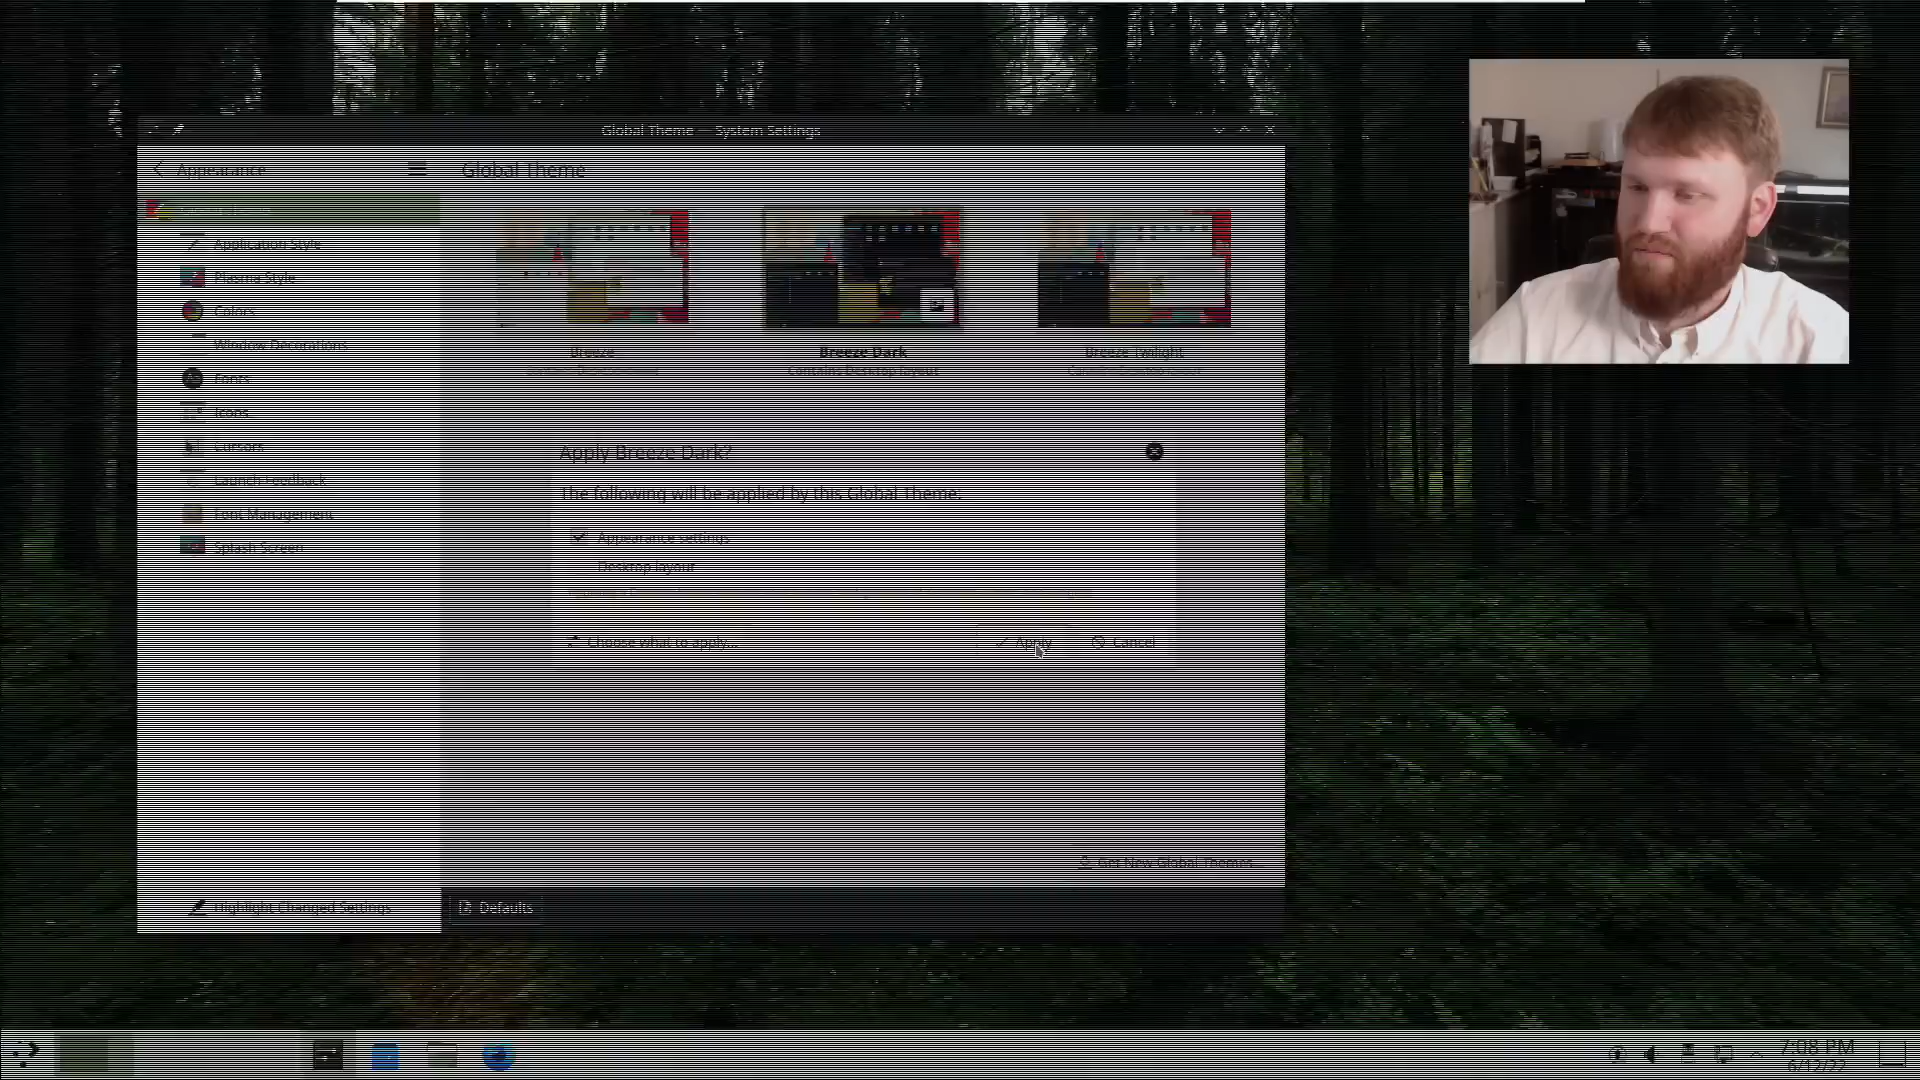 Global Theme — System Settings
Appearance
Global Theme
Application Style
Plasma Style
Colors
Window Decorations
Fonts
Icons
Cursors
Launch Feedback
Font Management
Splash Screen
Breeze
Breeze Dark
Contains Desktop layout
Breeze Twilight
Apply Breeze Dark?
The following will be applied by this Global Theme:
Appearance settings
Desktop layout
Choose what to apply...
Apply
Cancel
Get New Global Themes...
Highlight Changed Settings
Defaults
7:08 PM
6/12/22